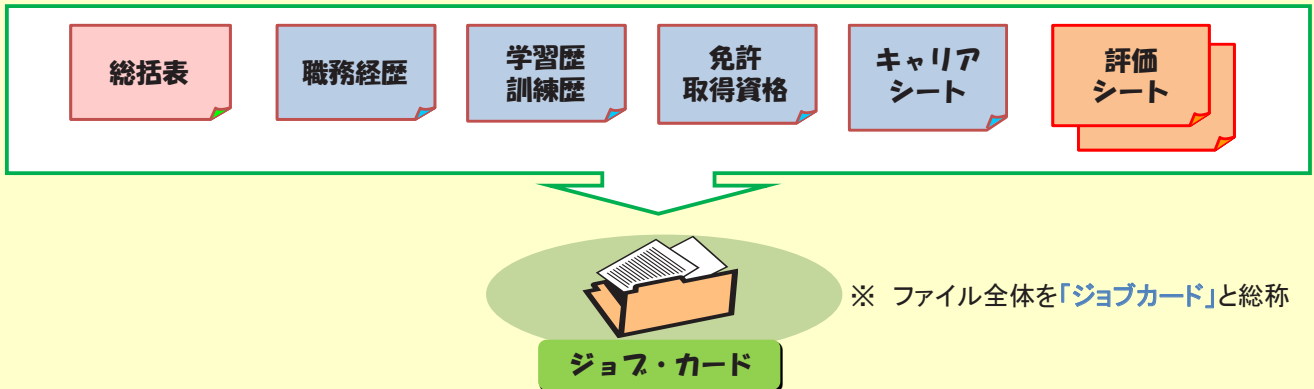 総括表
職務経歴
学習歴
訓練歴
免許
取得資格
キャリア
シート
評価
シート
※ ファイル全体を「ジョブカード」と総称
ジョブ・カード